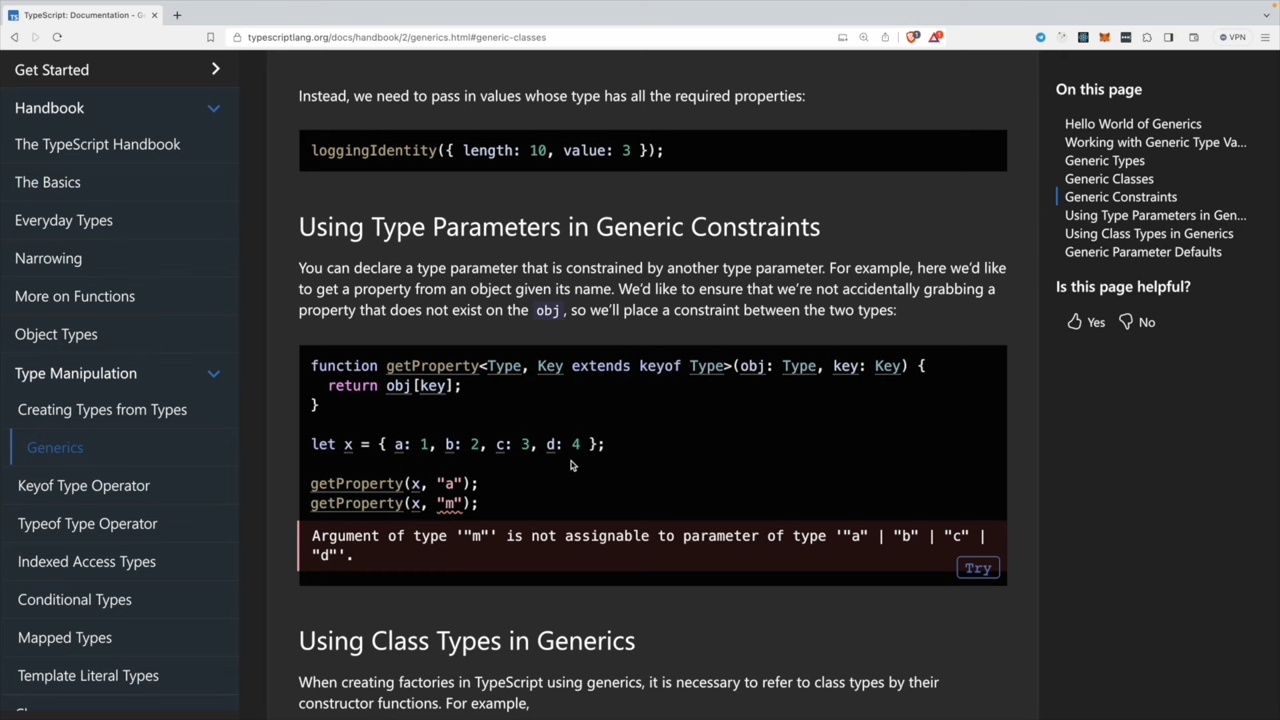 TypeScript: Documentation - Ge
typescriptlang.org/docs/handbook/2/generics.html#generic-classes
VPN
Get Started
Handbook
The TypeScript Handbook
The Basics
Everyday Types
Narrowing
More on Functions
Object Types
Type Manipulation
Creating Types from Types
Generics
Keyof Type Operator
Typeof Type Operator
Indexed Access Types
Conditional Types
Mapped Types
Template Literal Types
Instead, we need to pass in values whose type has all the required properties:
loggingIdentity({ length: 10, value: 3 });
Using Type Parameters in Generic Constraints
You can declare a type parameter that is constrained by another type parameter. For example, here we'd like
to get a property from an object given its name. We'd like to ensure that we're not accidentally grabbing a
property that does not exist on the obj, so we'll place a constraint between the two types:
function getProperty<Type, Key extends keyof Type>(obj: Type, key: Key) {
return obj[key];
}
let x = { a: 1, b: 2, c: 3, d: 4 };
getProperty(x, "a");
getProperty(x, "m");
Argument of type '"m"' is not assignable to parameter of type '"a" | "b" | "c" |
"d"'.
Try
Using Class Types in Generics
When creating factories in TypeScript using generics, it is necessary to refer to class types by their
constructor functions. For example,
On this page
Hello World of Generics
Working with Generic Type Va...
Generic Types
Generic Classes
Generic Constraints
Using Type Parameters in Gen...
Using Class Types in Generics
Generic Parameter Defaults
Is this page helpful?
Yes No